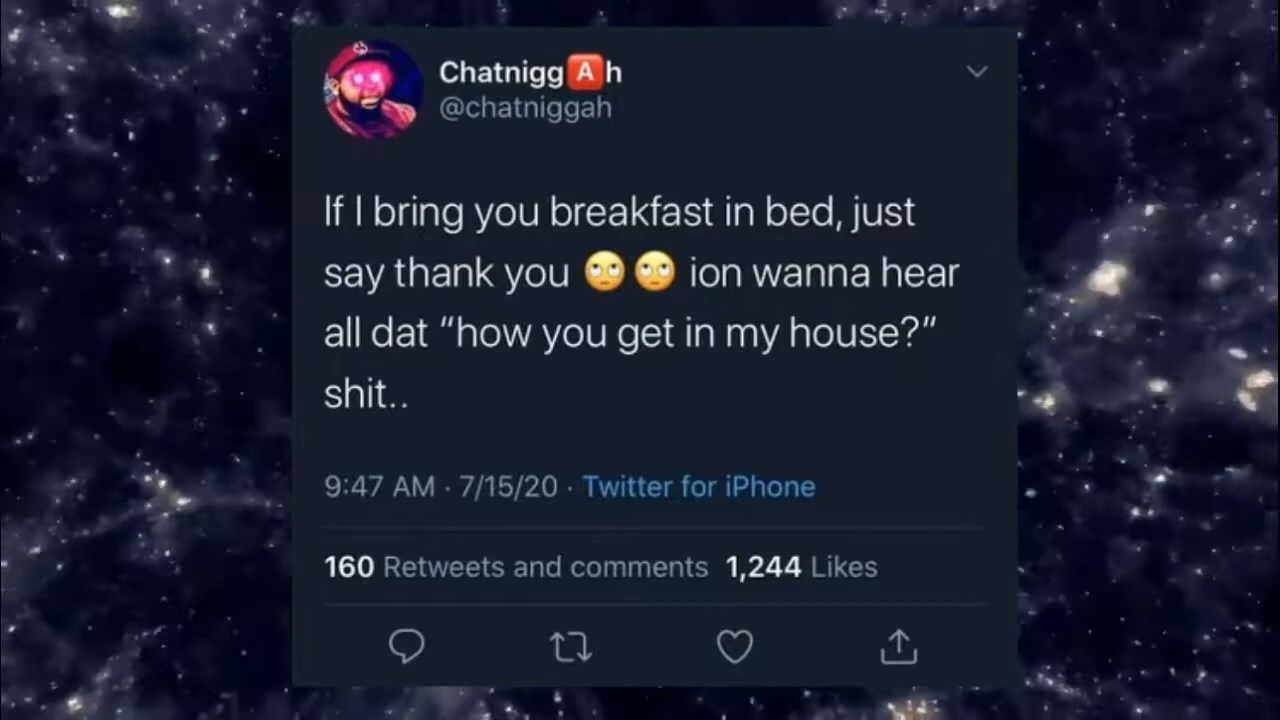 Chatnigg🅰️h
@chatniggah
If I bring you breakfast in bed, just
say thank you 🙄🙄 ion wanna hear
all dat “how you get in my house?”
shit..
9:47 AM · 7/15/20 · Twitter for iPhone
160 Retweets and comments 1,244 Likes